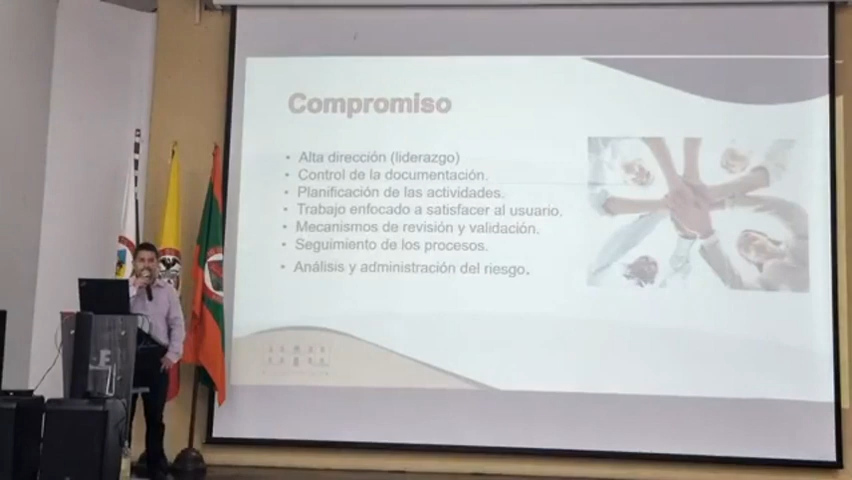 Compromiso
• Alta dirección (liderazgo)
• Control de la documentación.
• Planificación de las actividades.
• Trabajo enfocado a satisfacer al usuario.
• Mecanismos de revisión y validación.
• Seguimiento de los procesos.
• Análisis y administración del riesgo.